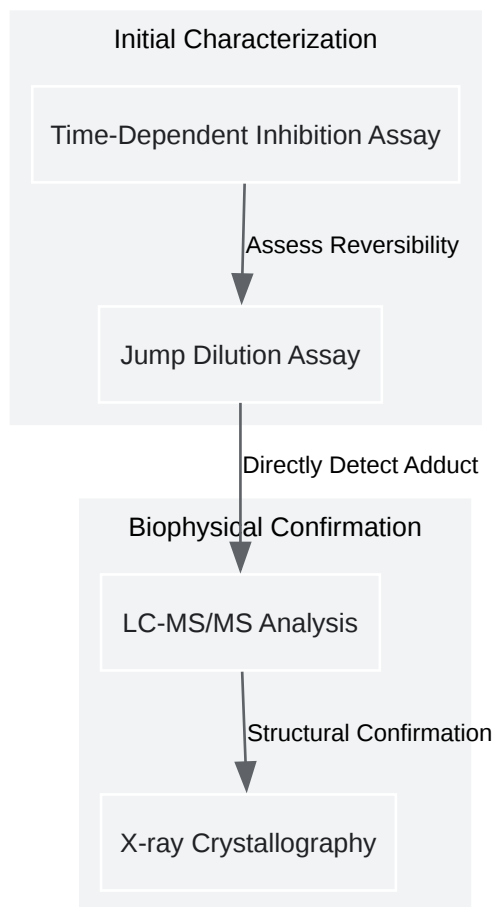 Initial Characterization
Time-Dependent Inhibition Assay
Assess Reversibility
Jump Dilution Assay
Directly Detect Adduct
Biophysical Confirmation
LC-MS/MS Analysis
Structural Confirmation
X-ray Crystallography